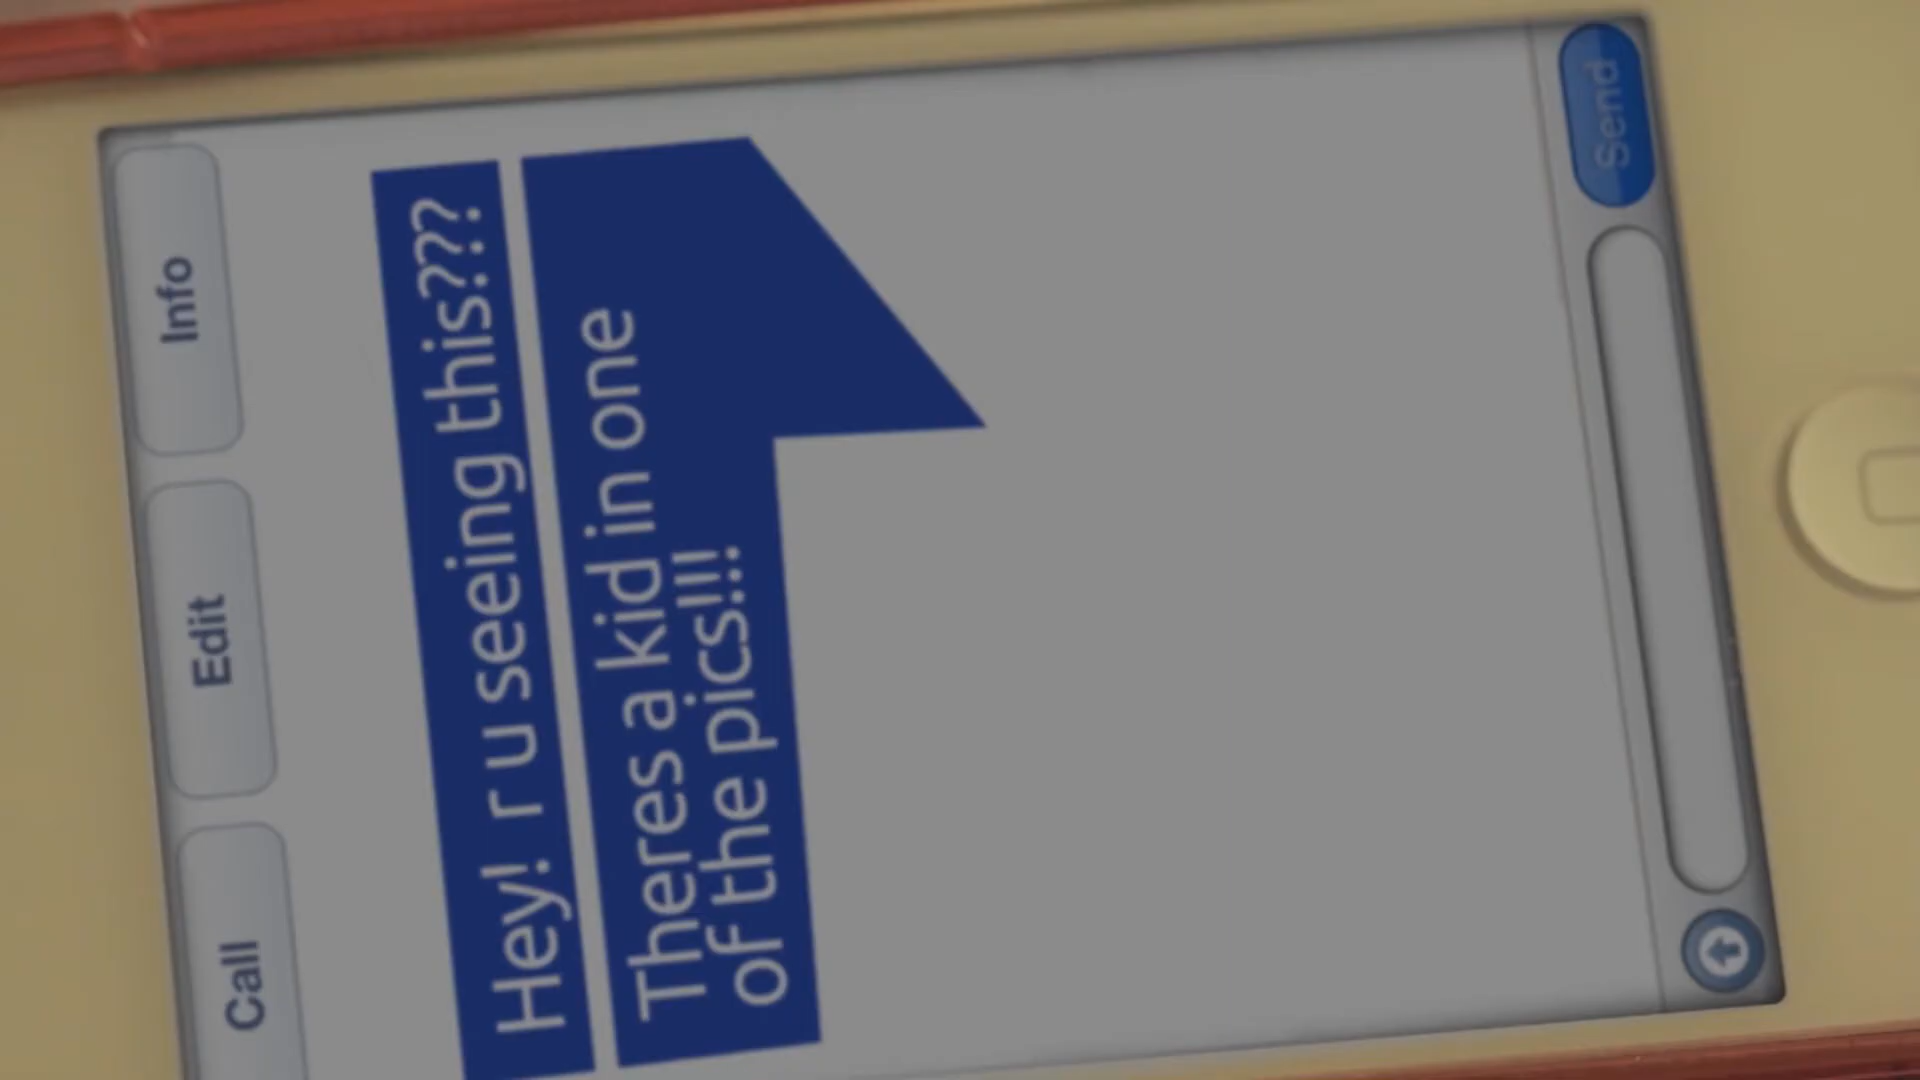 Call Edit Info
Hey! r u seeing this???
Theres a kid in one
of the pics!!!
Send